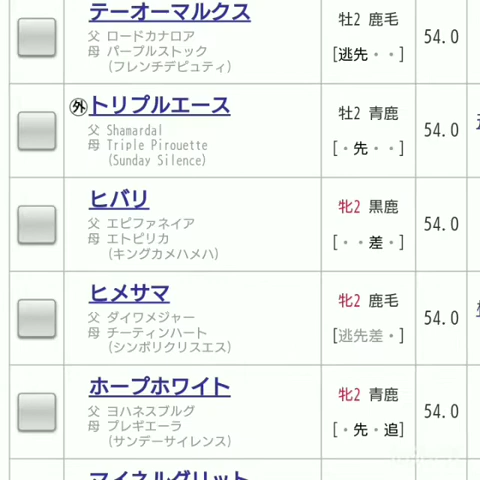 テーオーマルクス
父 ロードカナロア
母 パープルストック
(フレンチデピュティ)
牡2 鹿毛
[逃先・・]
54.0
外 トリプルエース
父 Shamardal
母 Triple Pirouette
(Sunday Silence)
牡2 青鹿
[・先・・]
54.0
ヒバリ
父 エピファネイア
母 エトピリカ
(キングカメハメハ)
牝2 黒鹿
[・・差・]
54.0
ヒメサマ
父 ダイワメジャー
母 チーティンハート
(シンボリクリスエス)
牝2 鹿毛
[逃先差・]
54.0
ホープホワイト
父 ヨハネスブルグ
母 プレギエーラ
(サンデーサイレンス)
牝2 青鹿
[・先・追]
54.0
マイネルグリット